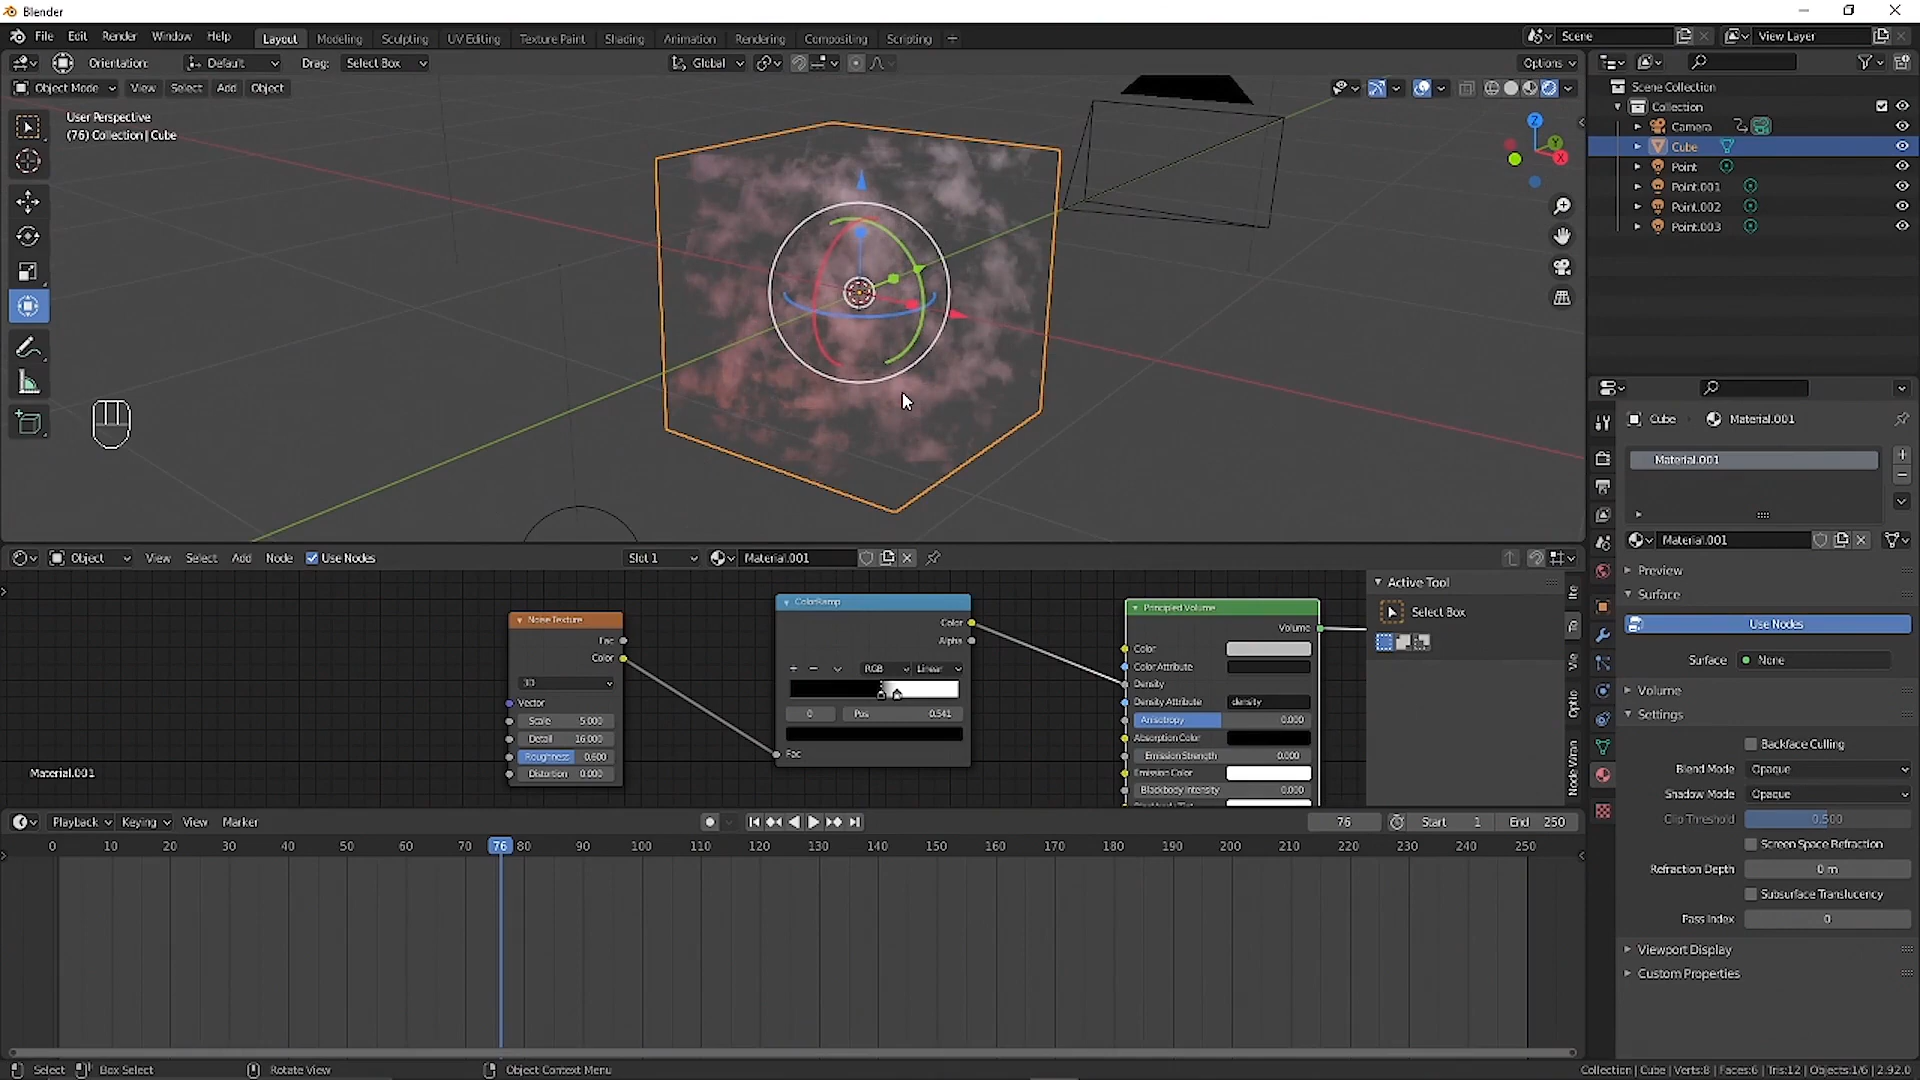 Blender
File Edit Render Window Help
Layout Modeling Sculpting UV Editing Texture Paint Shading Animation Rendering Compositing Scripting
Scene View Layer
Orientation: Default Drag: Select Box Global Options
Object Mode View Select Add Object
User Perspective
(76) Collection | Cube
Z
Y
X
Scene Collection
Collection
Camera
Cube
Point
Point.001
Point.002
Point.003
Cube Material.001
Material.001
Material.001
Preview
Surface
Use Nodes
Surface None
Volume
Settings
Backface Culling
Blend Mode Opaque
Shadow Mode Opaque
Clip Threshold 0.500
Screen Space Refraction
Refraction Depth 0 m
Subsurface Translucency
Pass Index 0
Viewport Display
Custom Properties
Object View Select Add Node Use Nodes Slot 1 Material.001
Noise Texture
Fac
Color
3D
Vector
Scale 5.000
Detail 16.000
Roughness 0.600
Distortion 0.000
ColorRamp
Color
Alpha
RGB Linear
0 Pos 0.541
Fac
Principled Volume
Volume
Color
Color Attribute
Density
Density Attribute density
Anisotropy 0.000
Absorption Color
Emission Strength 0.000
Emission Color
Blackbody Intensity 0.000
Active Tool
Select Box
Material.001
Playback Keying View Marker 76 Start 1 End 250
0 10 20 30 40 50 60 70 76 80 90 100 110 120 130 140 150 160 170 180 190 200 210 220 230 240 250
Select Box Select Rotate View Object Context Menu
Collection | Cube | Verts:8 | Faces:6 | Tris:12 | Objects:1/6 | 2.92.0